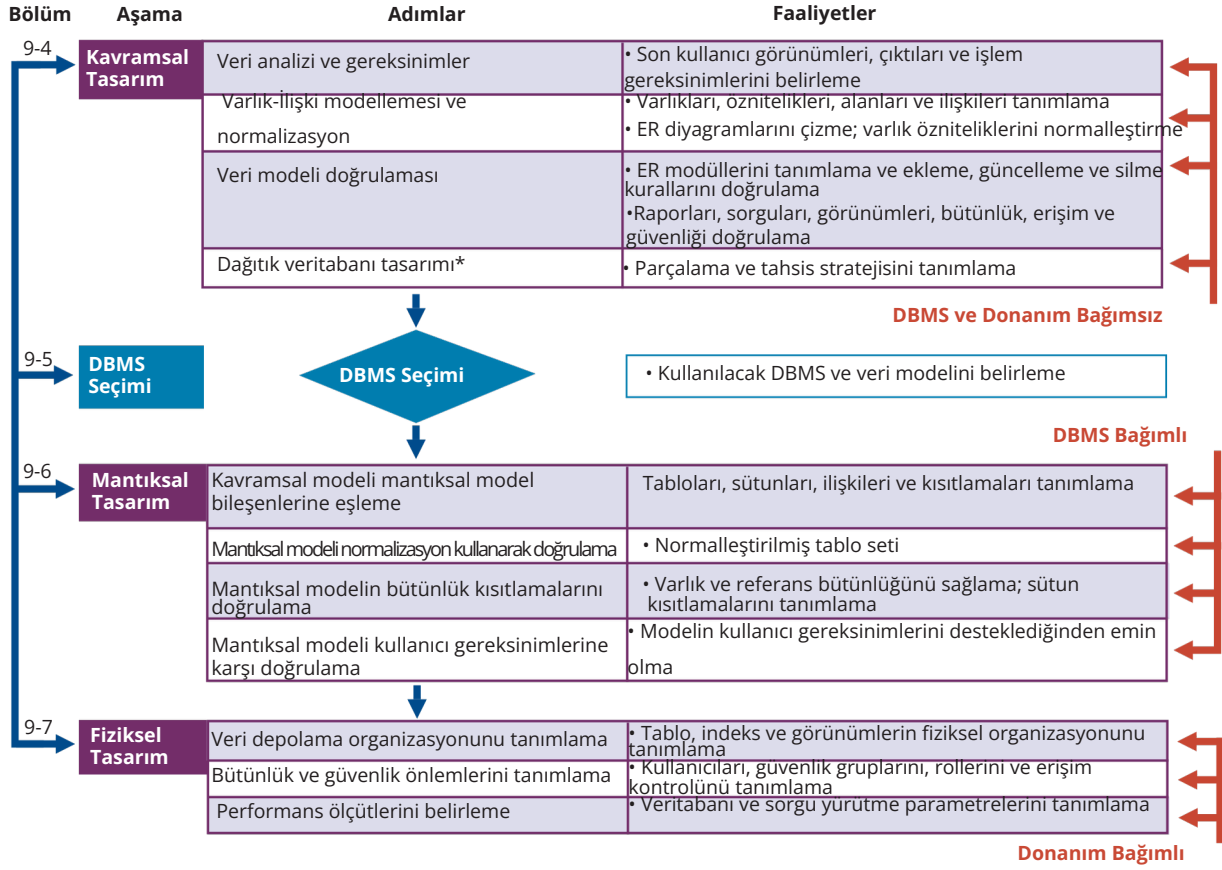 Bölüm Aşama Adımlar Faaliyetler
9-4
Kavramsal
Tasarım
Veri analizi ve gereksinimler
• Son kullanıcı görünümleri, çıktıları ve işlem
gereksinimlerini belirleme
Varlık-İlişki modellemesi ve
normalizasyon
• Varlıkları, öznitelikleri, alanları ve ilişkileri tanımlama
• ER diyagramlarını çizme; varlık özniteliklerini normalleştirme
Veri modeli doğrulaması
• ER modüllerini tanımlama ve ekleme, güncelleme ve silme
kurallarını doğrulama
•Raporları, sorguları, görünümleri, bütünlük, erişim ve
güvenliği doğrulama
Dağıtık veritabanı tasarımı*
• Parçalama ve tahsis stratejisini tanımlama
DBMS ve Donanım Bağımsız
9-5
DBMS
Seçimi
DBMS Seçimi
• Kullanılacak DBMS ve veri modelini belirleme
DBMS Bağımlı
9-6
Mantıksal
Tasarım
Kavramsal modeli mantıksal model
bileşenlerine eşleme
Tabloları, sütunları, ilişkileri ve kısıtlamaları tanımlama
Mantıksal modeli normalizasyon kullanarak doğrulama
• Normalleştirilmiş tablo seti
Mantıksal modelin bütünlük kısıtlamalarını
doğrulama
• Varlık ve referans bütünlüğünü sağlama; sütun
kısıtlamalarını tanımlama
Mantıksal modeli kullanıcı gereksinimlerine
karşı doğrulama
• Modelin kullanıcı gereksinimlerini desteklediğinden emin
olma
9-7
Fiziksel
Tasarım
Veri depolama organizasyonunu tanımlama
• Tablo, indeks ve görünümlerin fiziksel organizasyonunu
tanımlama
Bütünlük ve güvenlik önlemlerini tanımlama
• Kullanıcıları, güvenlik gruplarını, rollerini ve erişim
kontrolünü tanımlama
Performans ölçütlerini belirleme
• Veritabanı ve sorgu yürütme parametrelerini tanımlama
Donanım Bağımlı